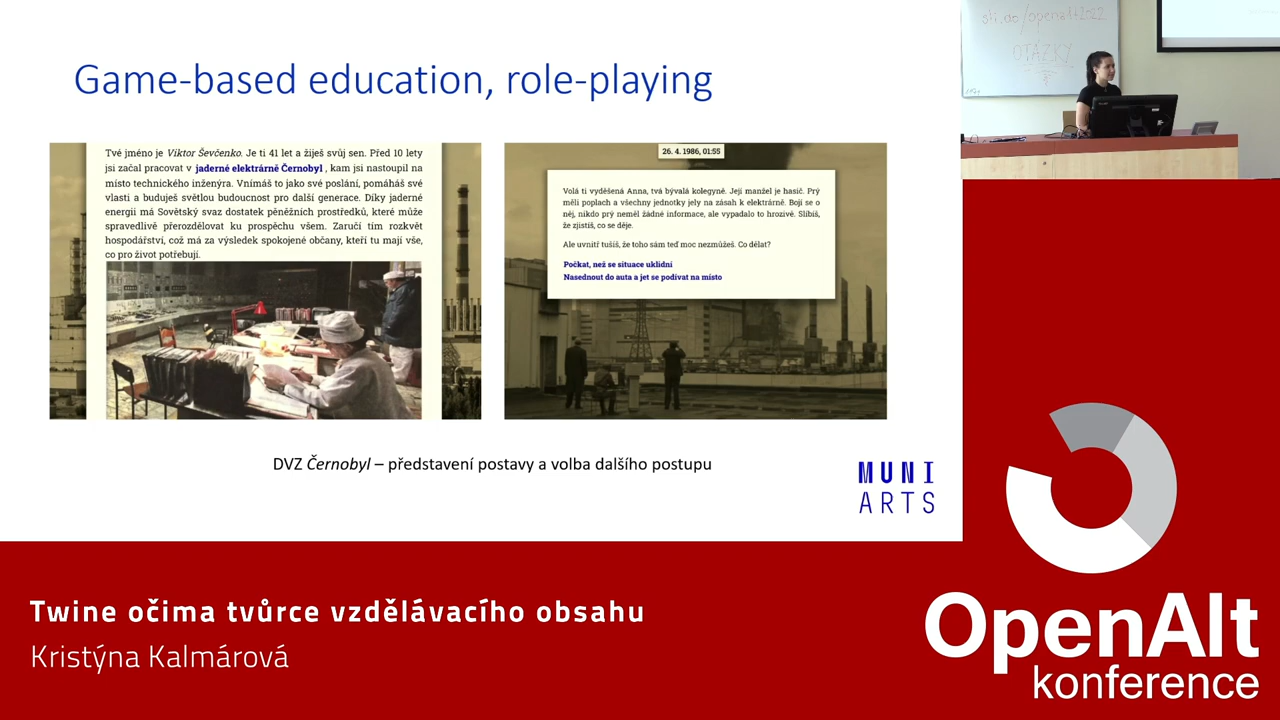 Game-based education, role-playing
Tvé jméno je Viktor Ševčenko. Je ti 41 let a žiješ svůj sen. Před 10 lety
jsi začal pracovat v jaderné elektrárně Černobyl , kam jsi nastoupil na
místo technického inženýra. Vnímáš to jako své poslání, pomáháš své
vlasti a buduješ světlou budoucnost pro další generace. Díky jaderné
energii má Sovětský svaz dostatek pěněžních prostředků, které může
spravedlivě přerozdělovat ku prospěchu všem. Zaručí tím rozkvět
hospodářství, což má za výsledek spokojené občany, kteří tu mají vše,
co pro život potřebují.
26. 4. 1986, 01:55
Volá ti vyděšená Anna, tvá bývalá kolegyně. Její manžel je hasič. Prý
měli poplach a všechny jednotky jely na zásah k elektrárně. Bojí se o
něj, nikdo prý neměl žádné informace, ale vypadalo to hrozivě. Slíbíš,
že zjistíš, co se děje.
Ale uvnitř tušíš, že toho sám teď moc nezmůžeš. Co dělat?
Počkat, než se situace uklidní
Nasednout do auta a jet se podívat na místo
DVZ Černobyl – představení postavy a volba dalšího postupu
MUNI
ARTS
sli.do/openalt2022
OTÁZKY
Twine očima tvůrce vzdělávacího obsahu
Kristýna Kalmárová
OpenAlt
konference